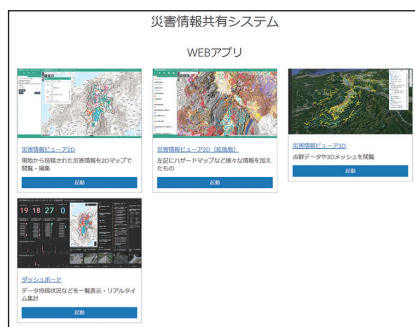 災害情報共有システム
WEBアプリ
災害情報ビューア2D
現地から投稿された災害情報を2Dマップで
閲覧・編集
起動
災害情報ビューア2D（拡張版）
左記にハザードマップなど様々な情報を加え
たもの
起動
災害情報ビューア3D
点群データや3Dメッシュを閲覧
起動
19 18 27 0
ダッシュボード
データ投稿状況などを一覧表示・リアルタイ
ム集計
起動